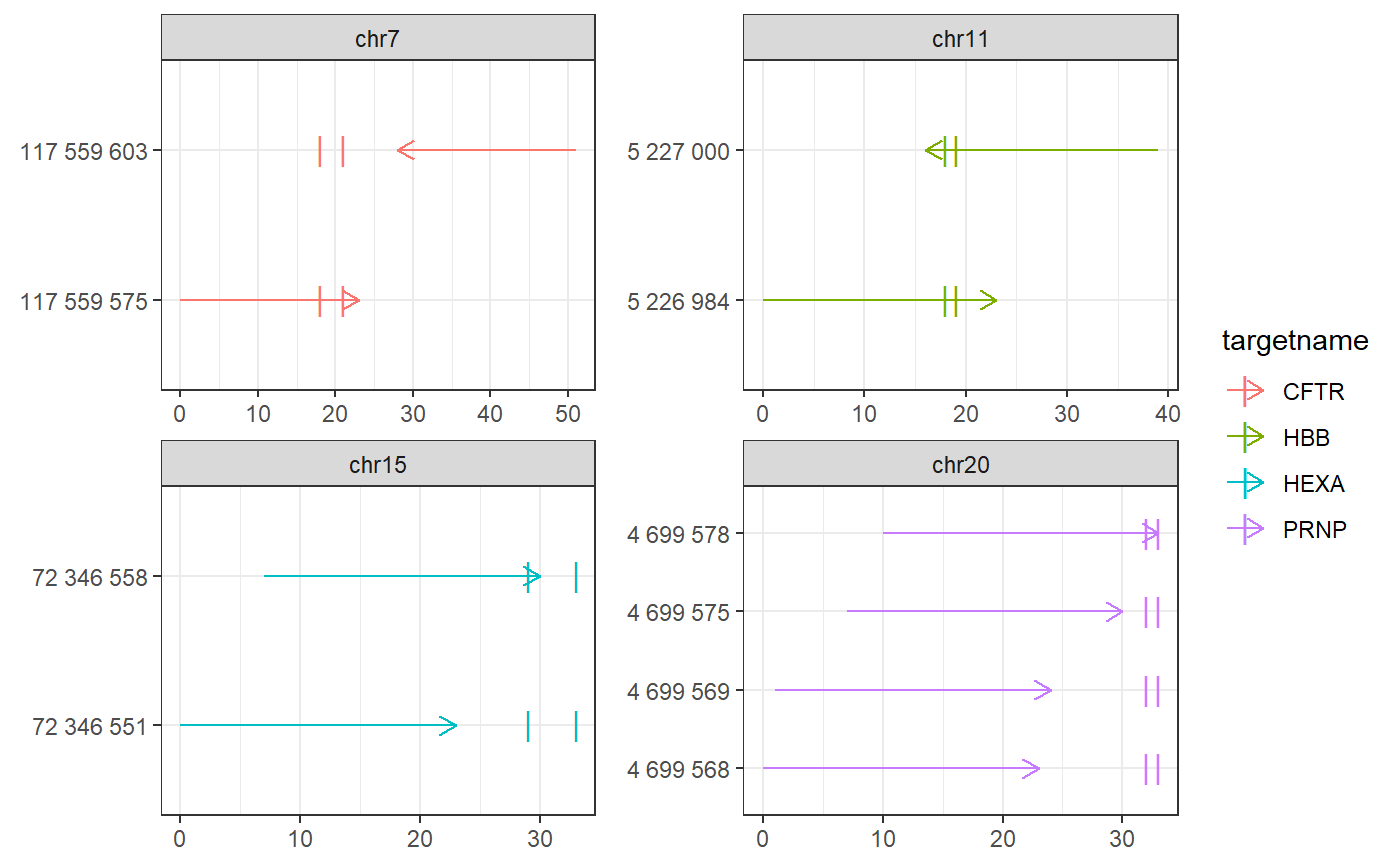 chr7
117 559 603
117 559 575
0 10 20 30 40 50
chr11
5 227 000
5 226 984
0 10 20 30 40
chr15
72 346 558
72 346 551
0 10 20 30
chr20
4 699 578
4 699 575
4 699 569
4 699 568
0 10 20 30
targetname
CFTR
HBB
HEXA
PRNP